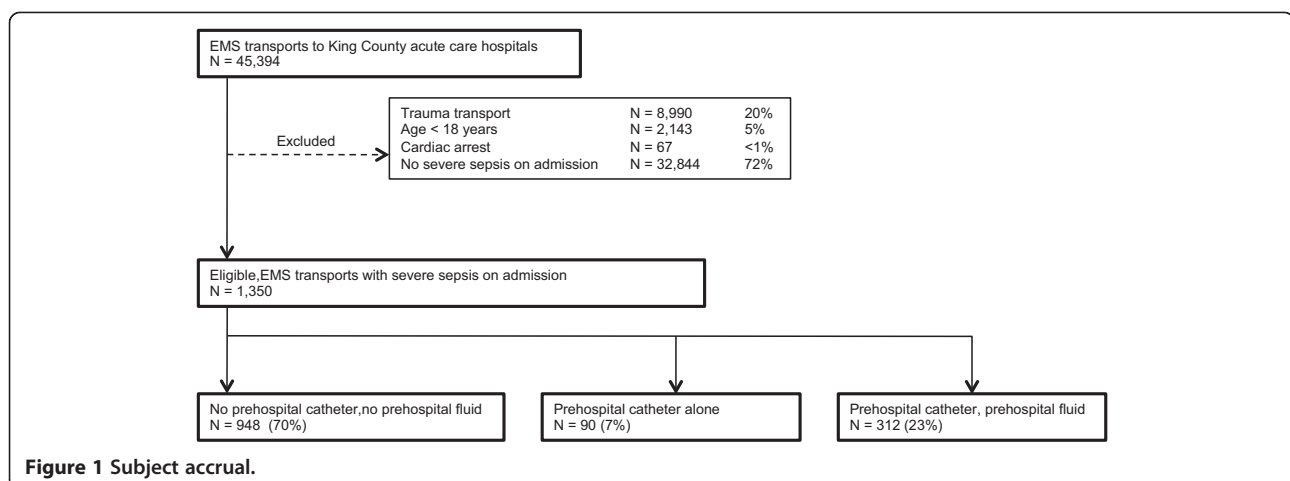 EMS transports to King County acute care hospitals
N = 45,394
Excluded
Trauma transport N = 8,990 20%
Age < 18 years N = 2,143 5%
Cardiac arrest N = 67 <1%
No severe sepsis on admission N = 32,844 72%
Eligible,EMS transports with severe sepsis on admission
N = 1,350
No prehospital catheter,no prehospital fluid
N = 948 (70%)
Prehospital catheter alone
N = 90 (7%)
Prehospital catheter, prehospital fluid
N = 312 (23%)
Figure 1 Subject accrual.